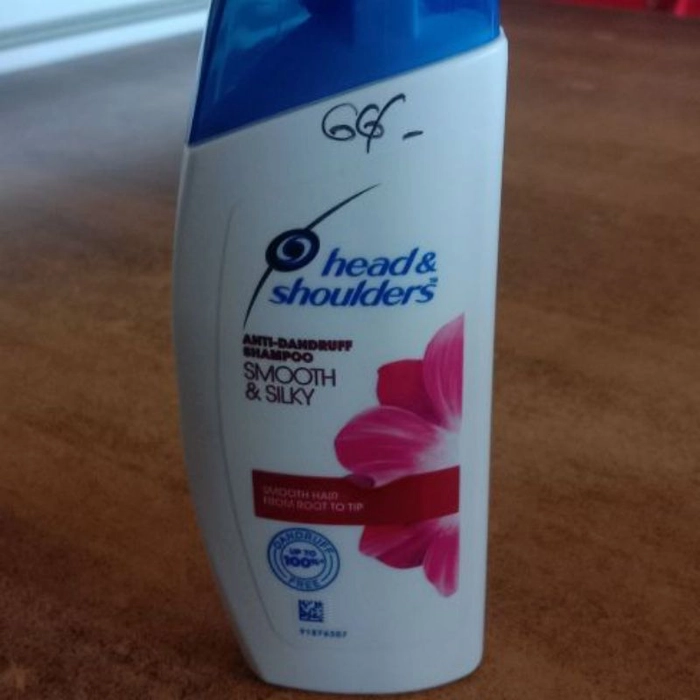 head &
shoulders
ANTI-DANDRUFF
SHAMPOO
SMOOTH
& SILKY
SMOOTH HAIR
FROM ROOT TO TIP
DANDRUFF
UP TO
100%
FREE